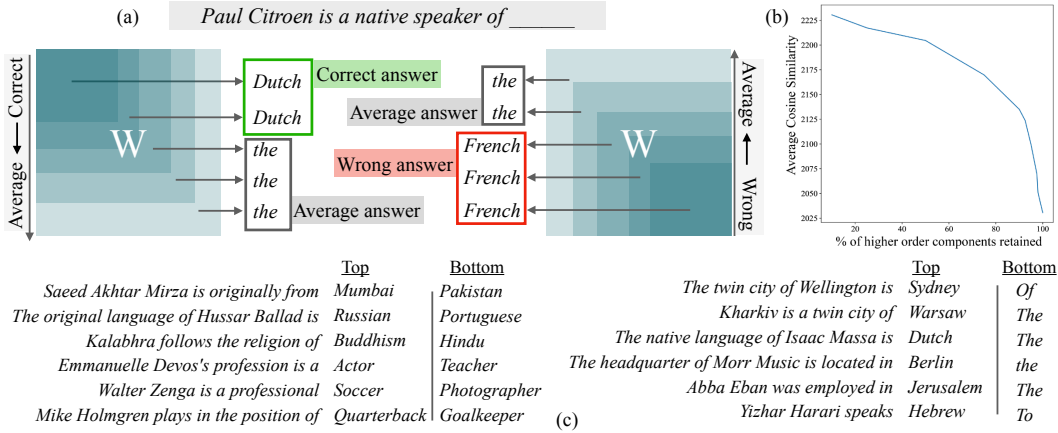 (a)
Paul Citroen is a native speaker of ______
(b)
Average ← Correct
W
Dutch
Dutch
Correct answer
the
the
the
Average answer
the
the
Average answer
French
French
French
Wrong answer
W
Average ← Wrong
Average Cosine Similarity
2225
2200
2175
2150
2125
2100
2075
2050
2025
20
40
60
80
100
% of higher order components retained
Top Bottom
Saeed Akhtar Mirza is originally from Mumbai Pakistan
The original language of Hussar Ballad is Russian Portuguese
Kalabhra follows the religion of Buddhism Hindu
Emmanuelle Devos's profession is a Actor Teacher
Walter Zenga is a professional Soccer Photographer
Mike Holmgren plays in the position of Quarterback Goalkeeper
(c)
Top Bottom
The twin city of Wellington is Sydney Of
Kharkiv is a twin city of Warsaw The
The native language of Isaac Massa is Dutch The
The headquarter of Morr Music is located in Berlin the
Abba Eban was employed in Jerusalem The
Yizhar Harari speaks Hebrew To